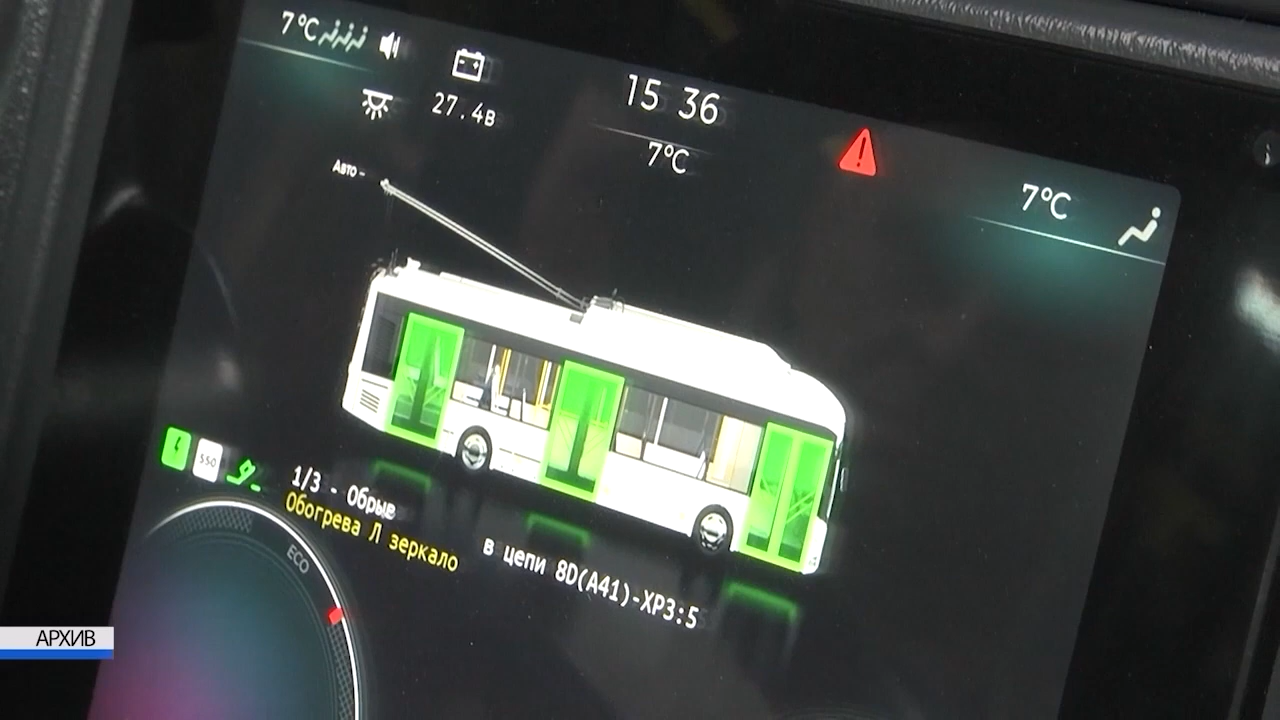 7°C
27.4в
15 36
7°C
7°C
Авто -
550
1/3 - Обрыв
в цепи 8D(A41)-XP3:5
Обогрева Л зеркало
ECO
АРХИВ